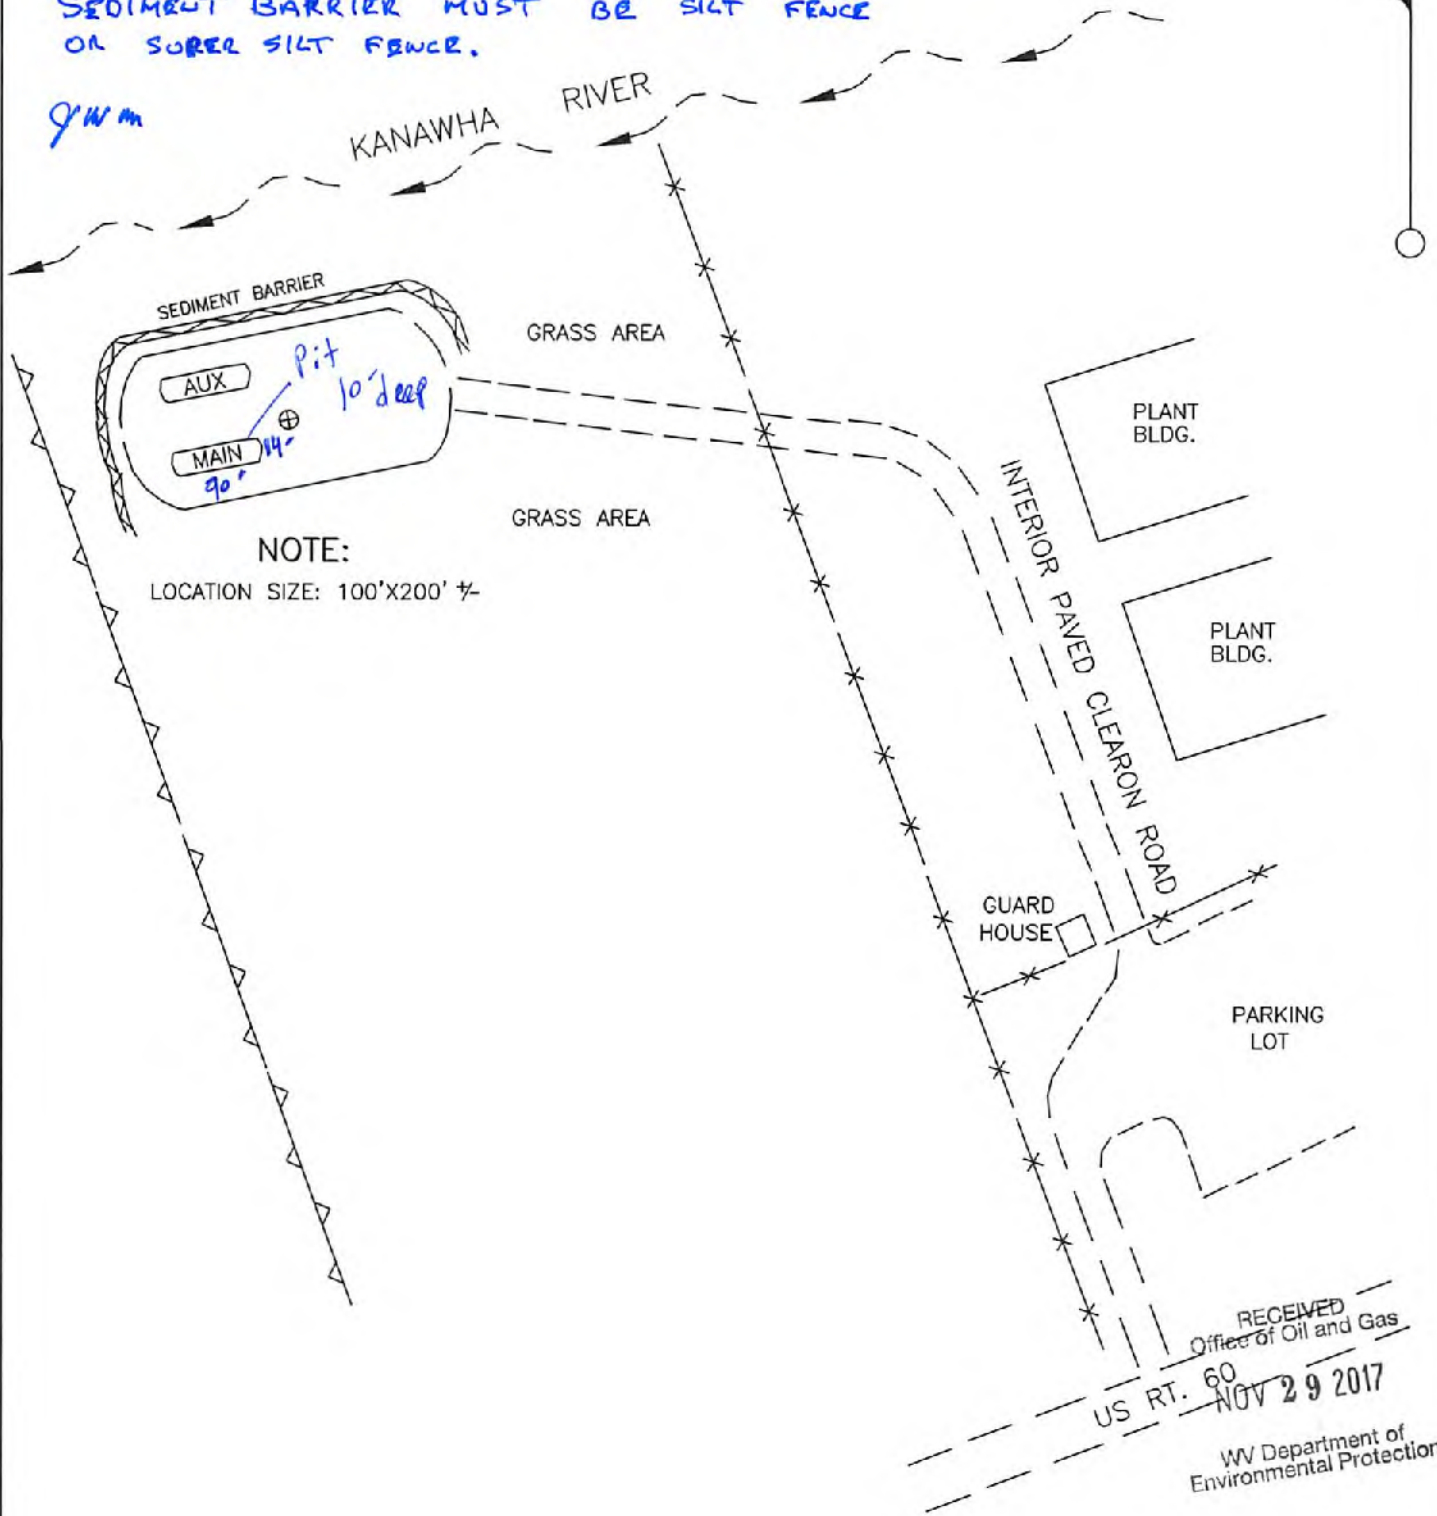 SEDIMENT BARRIER MUST BE SILT FENCE
OR SUPER SILT FENCE.
JWM
KANAWHA RIVER
SEDIMENT BARRIER
GRASS AREA
AUX
Pit
10' deep
MAIN
14'
90'
GRASS AREA
NOTE:
LOCATION SIZE: 100'X200' +/-
PLANT
BLDG.
INTERIOR PAVED CLEARON ROAD
PLANT
BLDG.
GUARD
HOUSE
PARKING
LOT
US RT. 60
RECEIVED
Office of Oil and Gas
NOV 29 2017
WV Department of
Environmental Protection